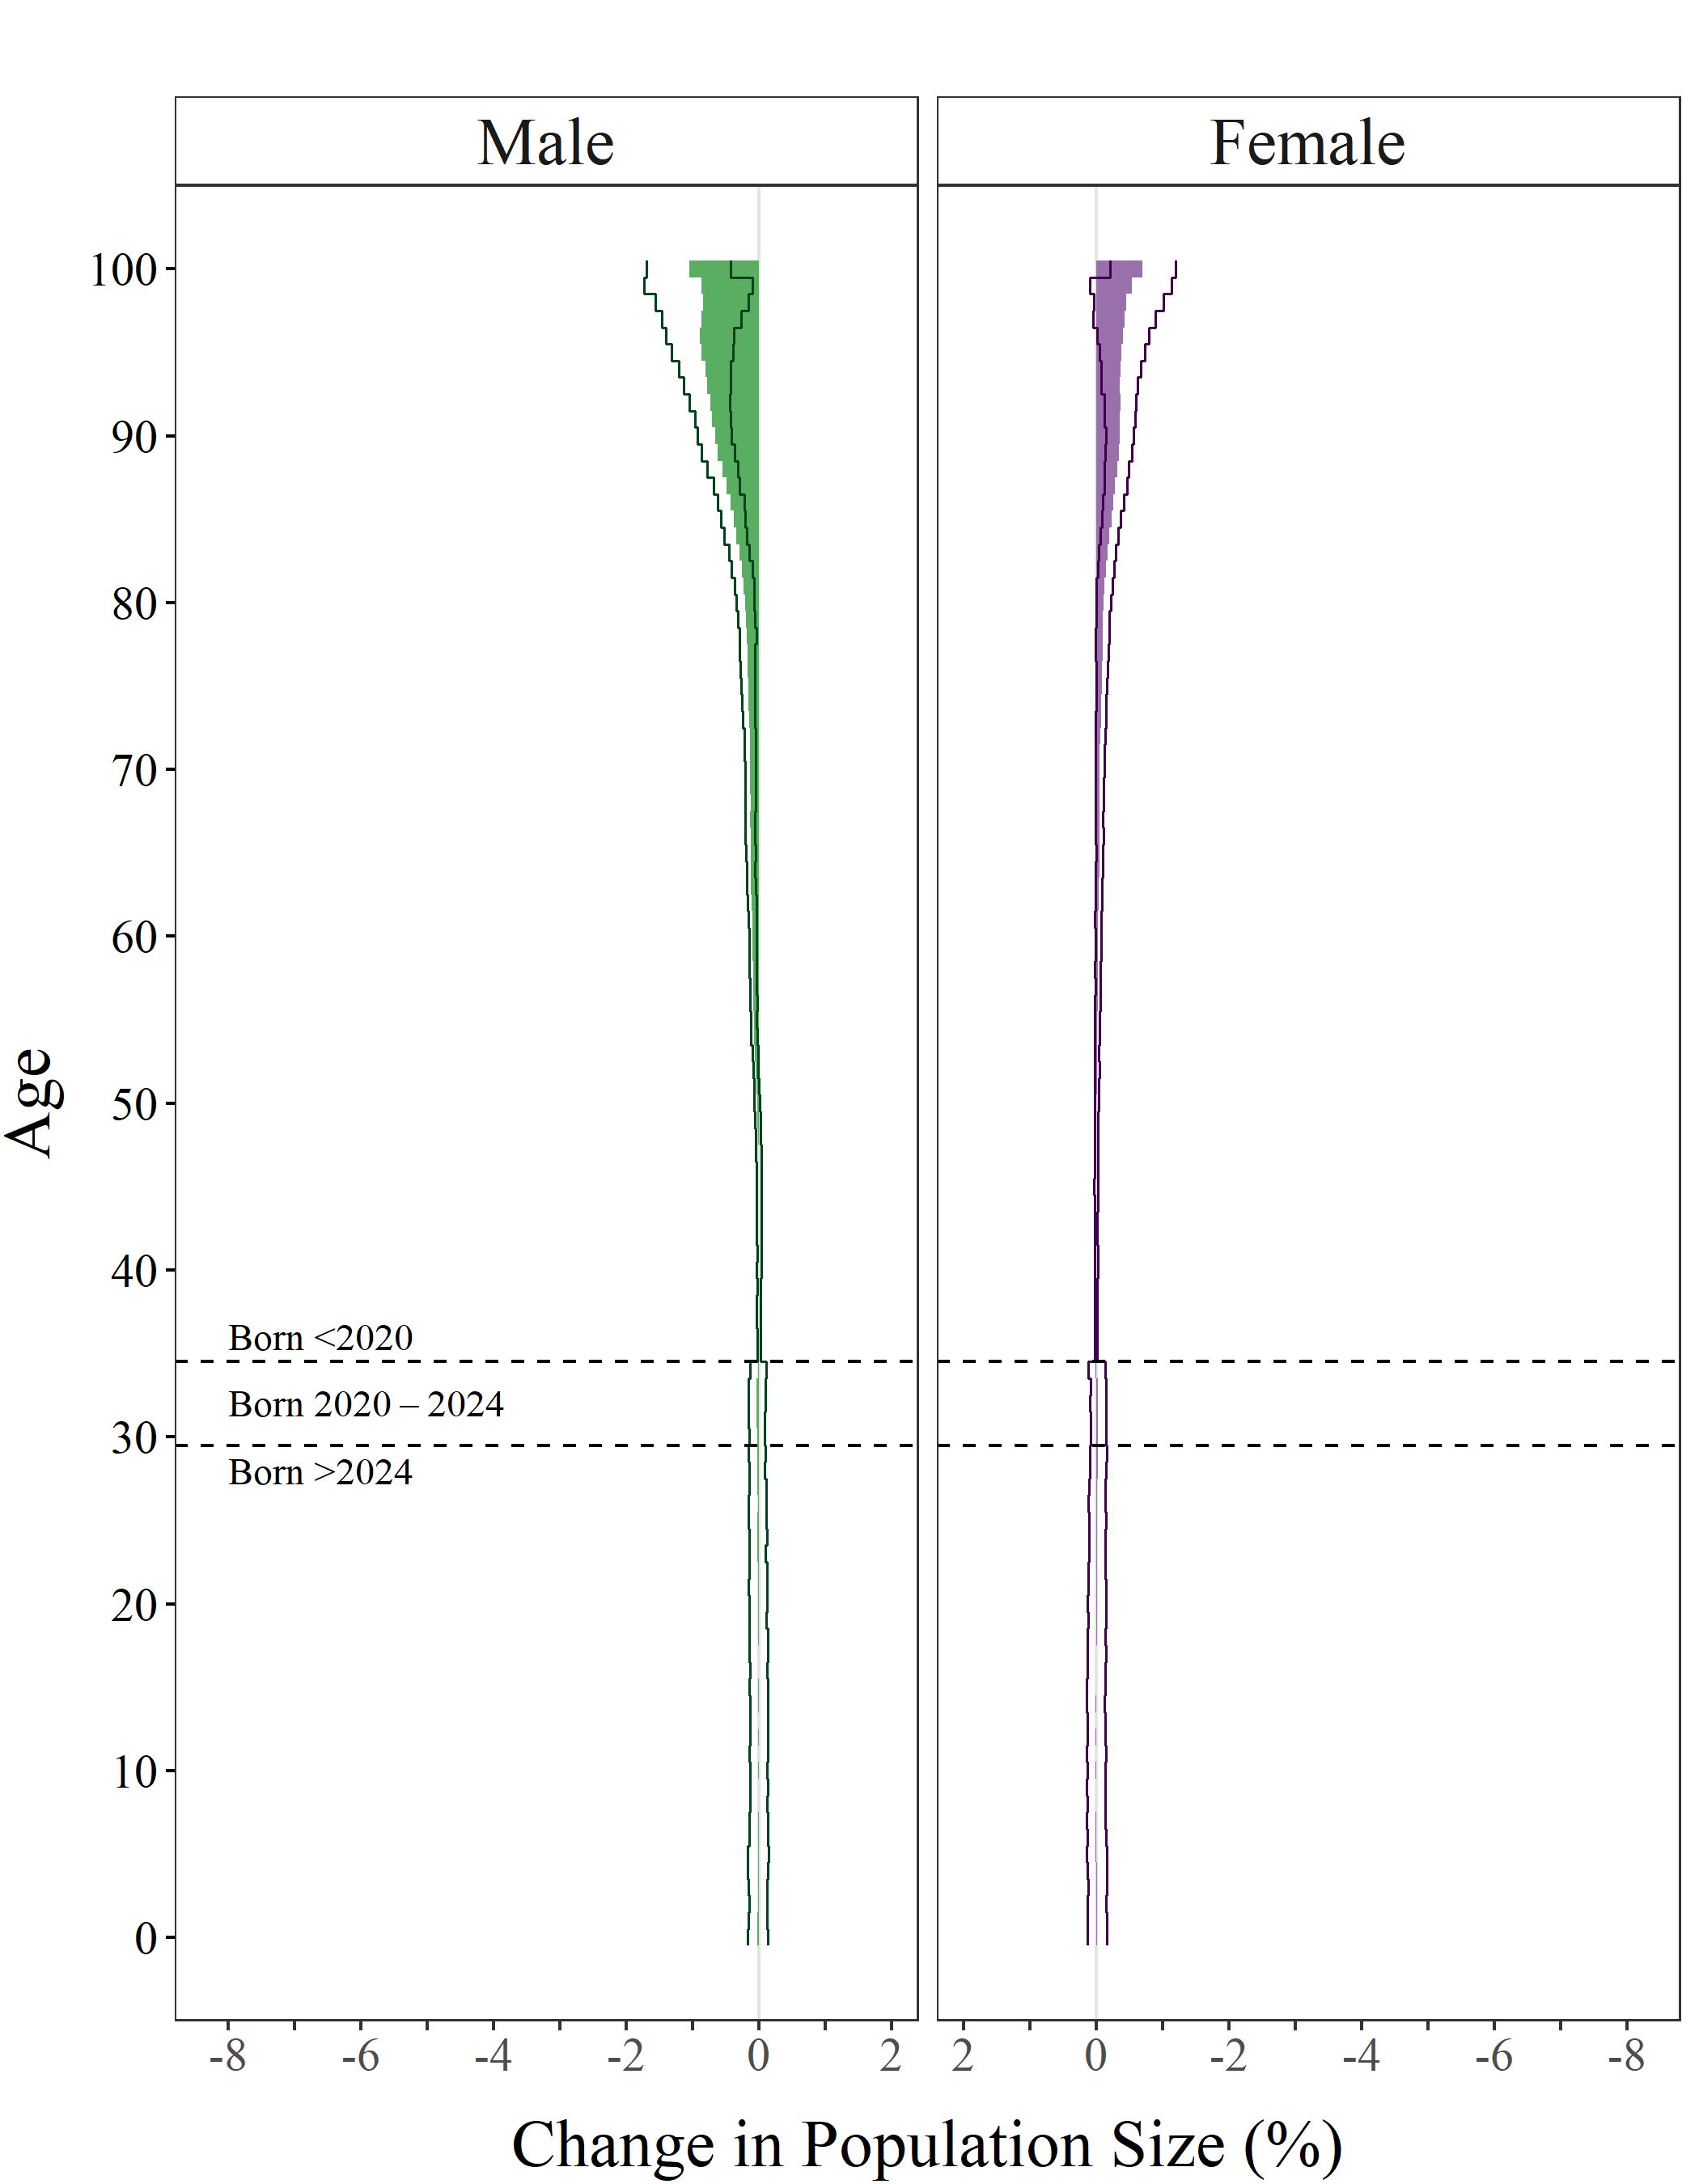 Male Female
100
90
80
70
60
50
40
30
20
10
0
Age
Born <2020
Born 2020 – 2024
Born >2024
-8 -6 -4 -2 0 2 2 0 -2 -4 -6 -8
Change in Population Size (%)